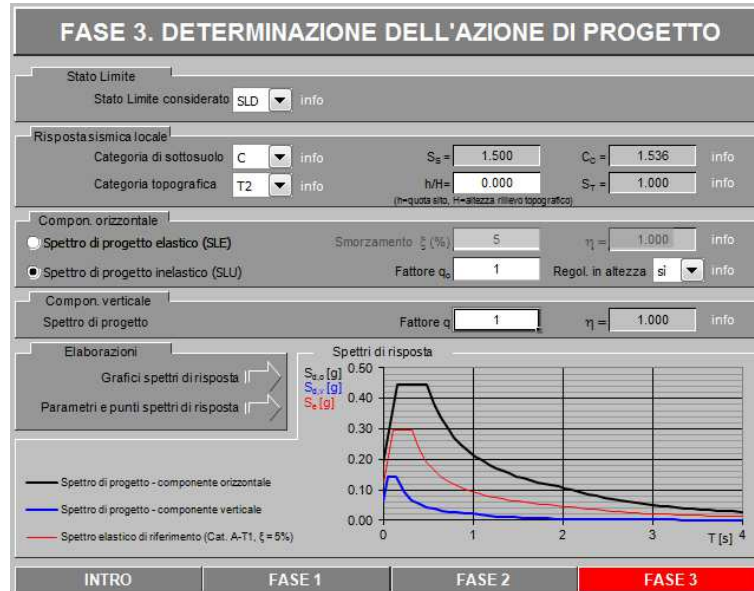 FASE 3. DETERMINAZIONE DELL'AZIONE DI PROGETTO
Stato Limite
Stato Limite considerato SLD info
Risposta sismica locale
Categoria di sottosuolo C info S_S = 1.500 C_C = 1.536 info
Categoria topografica T2 info h/H= 0.000 S_T = 1.000 info
(h=quota sito, H=altezza rilievo topografico)
Compon. orizzontale
Spettro di progetto elastico (SLE) Smorzamento ξ (%) 5 η = 1.000 info
Spettro di progetto inelastico (SLU) Fattore q_o 1 Regol. in altezza si info
Compon. verticale
Spettro di progetto Fattore q 1 η = 1.000 info
Elaborazioni
Grafici spettri di risposta
Parametri e punti spettri di risposta
Spettri di risposta
S_d,o [g]
S_d,v [g]
S_e [g]
0.50
0.40
0.30
0.20
0.10
0.00
0 1 2 3 4
T [s]
Spettro di progetto - componente orizzontale
Spettro di progetto - componente verticale
Spettro elastico di riferimento (Cat. A-T1, ξ = 5%)
INTRO FASE 1 FASE 2 FASE 3